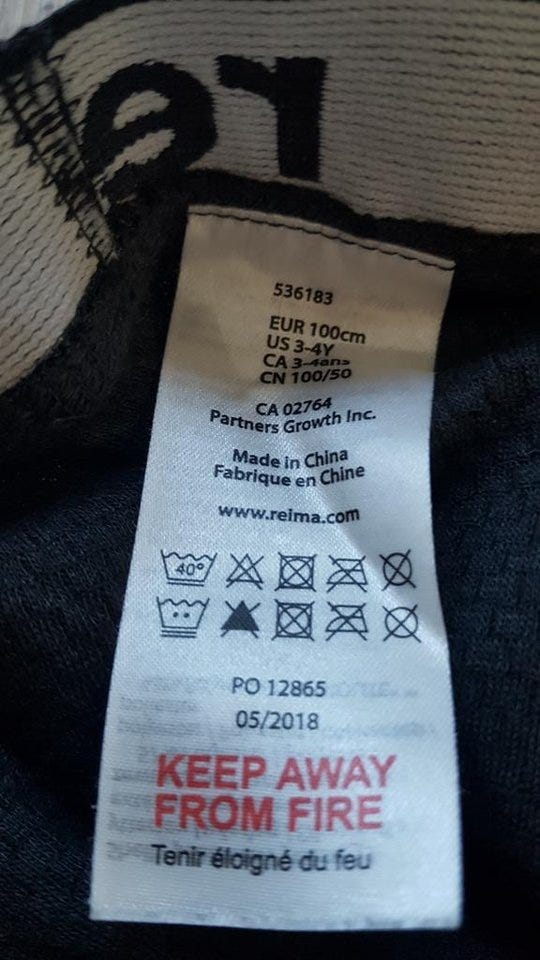 re
536183
EUR 100cm
US 3-4Y
CA 3-4ans
CN 100/50
CA 02764
Partners Growth Inc.
Made in China
Fabrique en Chine
www.reima.com
40°
PO 12865
05/2018
KEEP AWAY
FROM FIRE
Tenir éloigné du feu